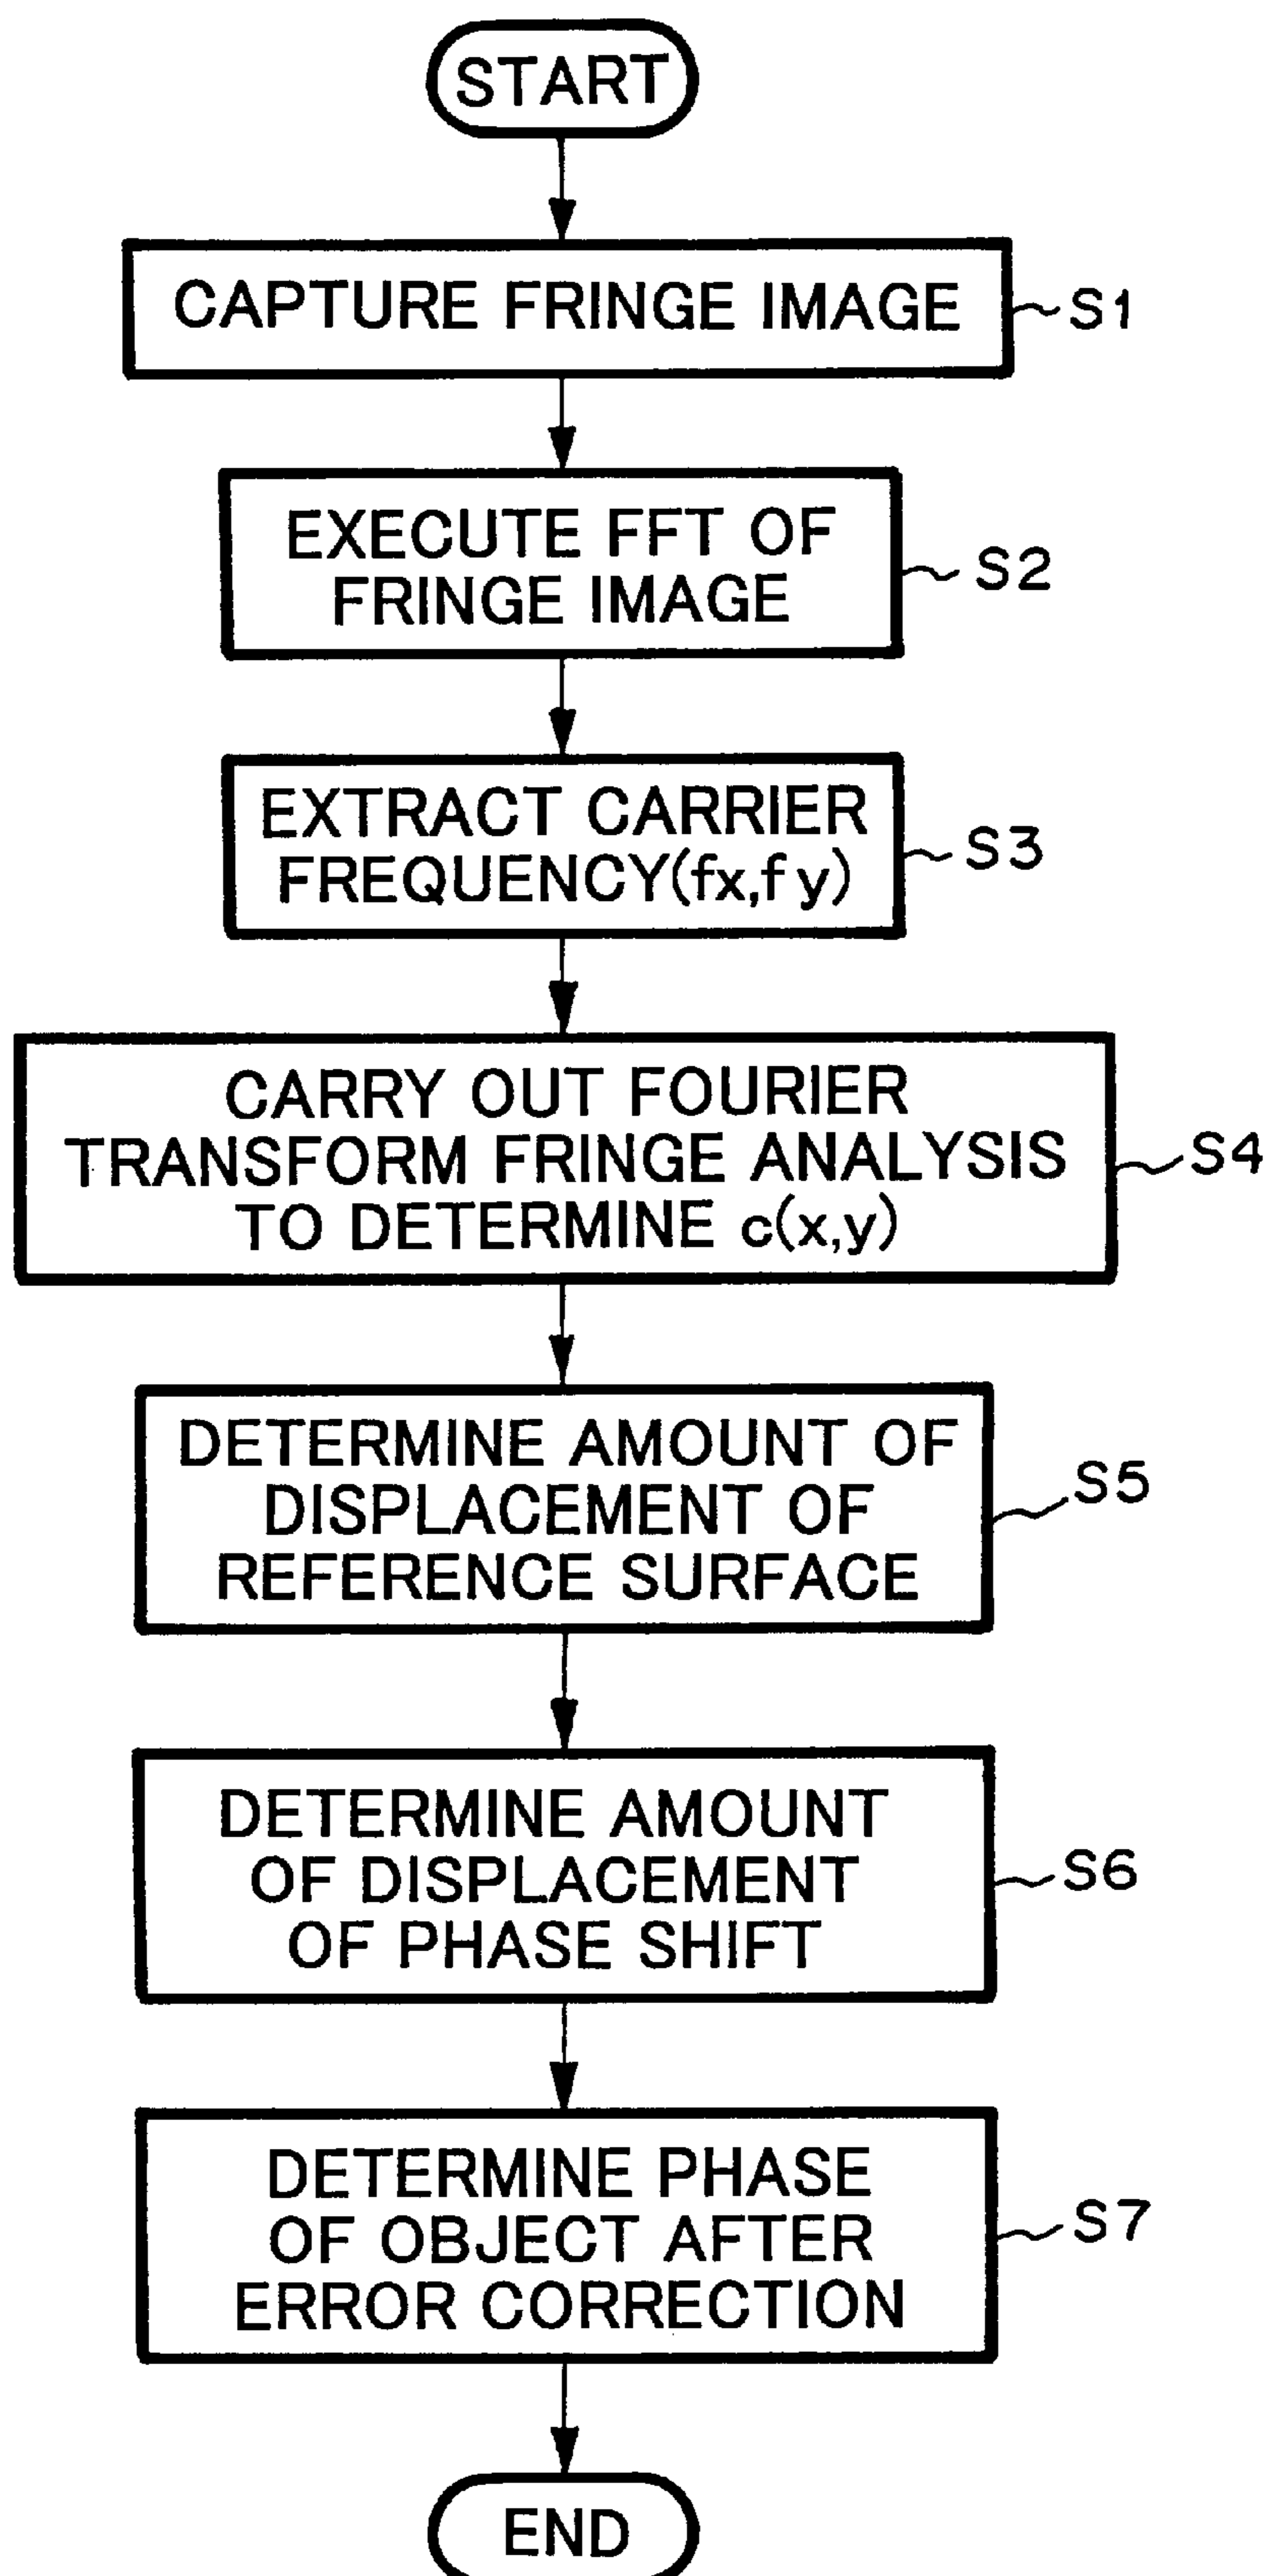 START
CAPTURE FRINGE IMAGE
S1
EXECUTE FFT OF
FRINGE IMAGE
S2
EXTRACT CARRIER
FREQUENCY(fx,fy)
S3
CARRY OUT FOURIER
TRANSFORM FRINGE ANALYSIS
TO DETERMINE c(x,y)
S4
DETERMINE AMOUNT OF
DISPLACEMENT OF
REFERENCE SURFACE
S5
DETERMINE AMOUNT
OF DISPLACEMENT
OF PHASE SHIFT
S6
DETERMINE PHASE
OF OBJECT AFTER
ERROR CORRECTION
S7
END